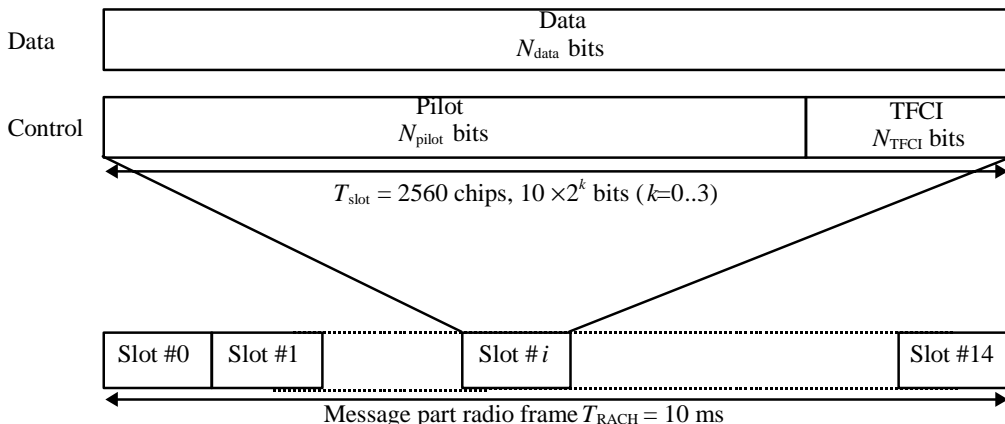 Data
Data
N_data bits
Control
Pilot
N_pilot bits
TFCI
N_TFCI bits
T_slot = 2560 chips, 10 ×2^k bits (k=0..3)
Slot #0 Slot #1 Slot # i Slot #14
Message part radio frame T_RACH = 10 ms